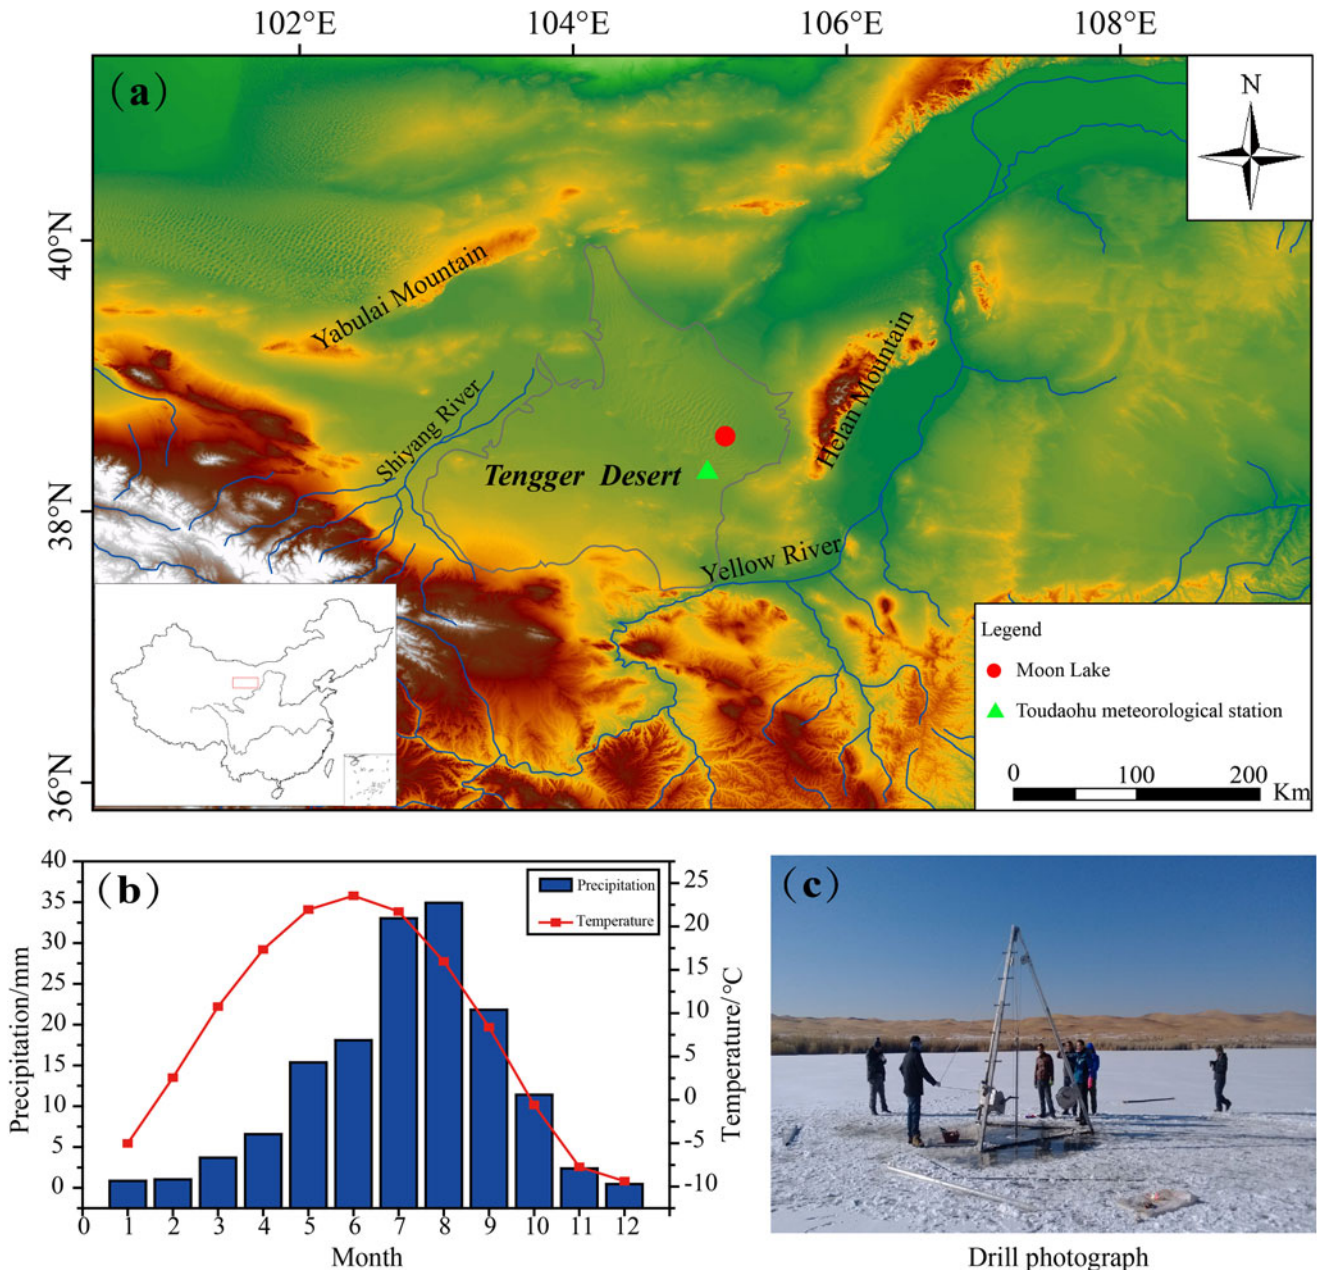 102°E 104°E 106°E 108°E
(a)
N
40°N
38°N
36°N
Yabulai Mountain
Shiyang River
Helan Mountain
Tengger Desert
Yellow River
Legend
Moon Lake
Toudaohu meteorological station
0 100 200 Km
(b)
Precipitation
Temperature
Precipitation/mm
40
35
30
25
20
15
10
5
0
25
20
15
10
5
0
-5
-10
Temperature/°C
0 1 2 3 4 5 6 7 8 9 10 11 12
Month
(c)
Drill photograph